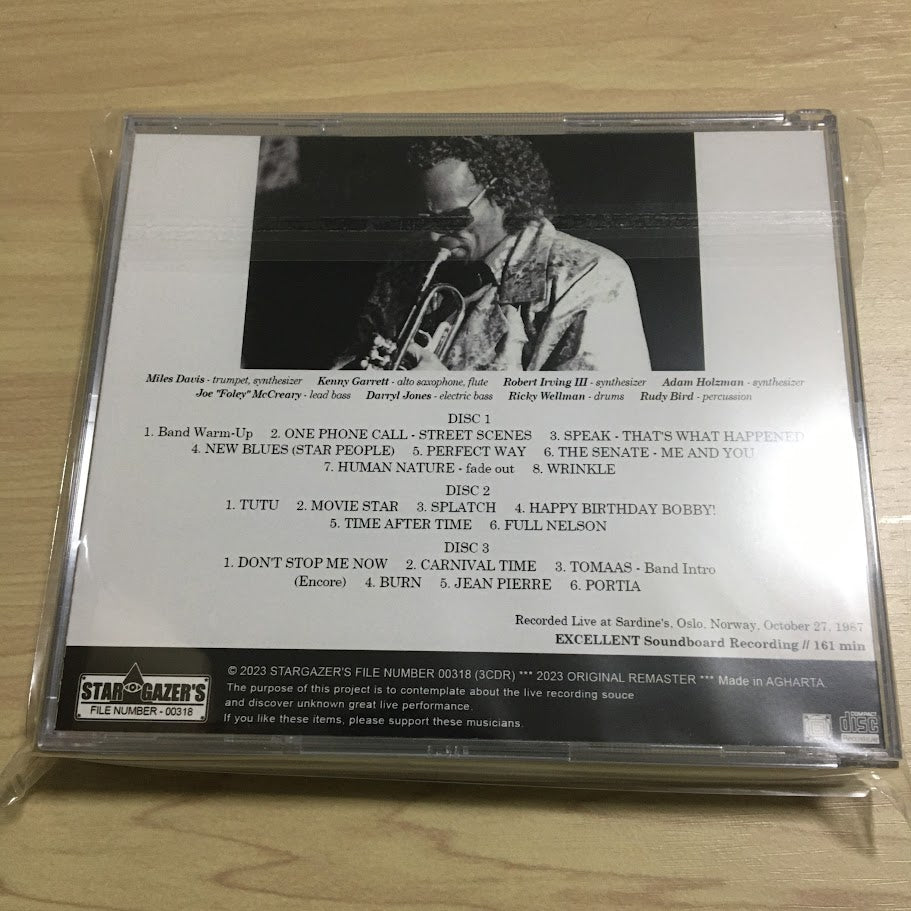 Miles Davis - trumpet, synthesizer Kenny Garrett - alto saxophone, flute Robert Irving III - synthesizer Adam Holzman - synthesizer
Joe "Foley" McCreary - lead bass Darryl Jones - electric bass Ricky Wellman - drums Rudy Bird - percussion
DISC 1
1. Band Warm-Up 2. ONE PHONE CALL - STREET SCENES 3. SPEAK - THAT'S WHAT HAPPENED
4. NEW BLUES (STAR PEOPLE) 5. PERFECT WAY 6. THE SENATE - ME AND YOU
7. HUMAN NATURE - fade out 8. WRINKLE
DISC 2
1. TUTU 2. MOVIE STAR 3. SPLATCH 4. HAPPY BIRTHDAY BOBBY!
5. TIME AFTER TIME 6. FULL NELSON
DISC 3
1. DON'T STOP ME NOW 2. CARNIVAL TIME 3. TOMAAS - Band Intro
(Encore) 4. BURN 5. JEAN PIERRE 6. PORTIA
Recorded Live at Sardine's, Oslo, Norway, October 27, 1987
EXCELLENT Soundboard Recording // 161 min
STARGAZER'S
FILE NUMBER - 00318
© 2023 STARGAZER'S FILE NUMBER 00318 (3CDR) *** 2023 ORIGINAL REMASTER *** Made in AGHARTA.
The purpose of this project is to contemplate about the live recording souce
and discover unknown great live performance.
If you like these items, please support these musicians.
COMPACT
disc
Recordable